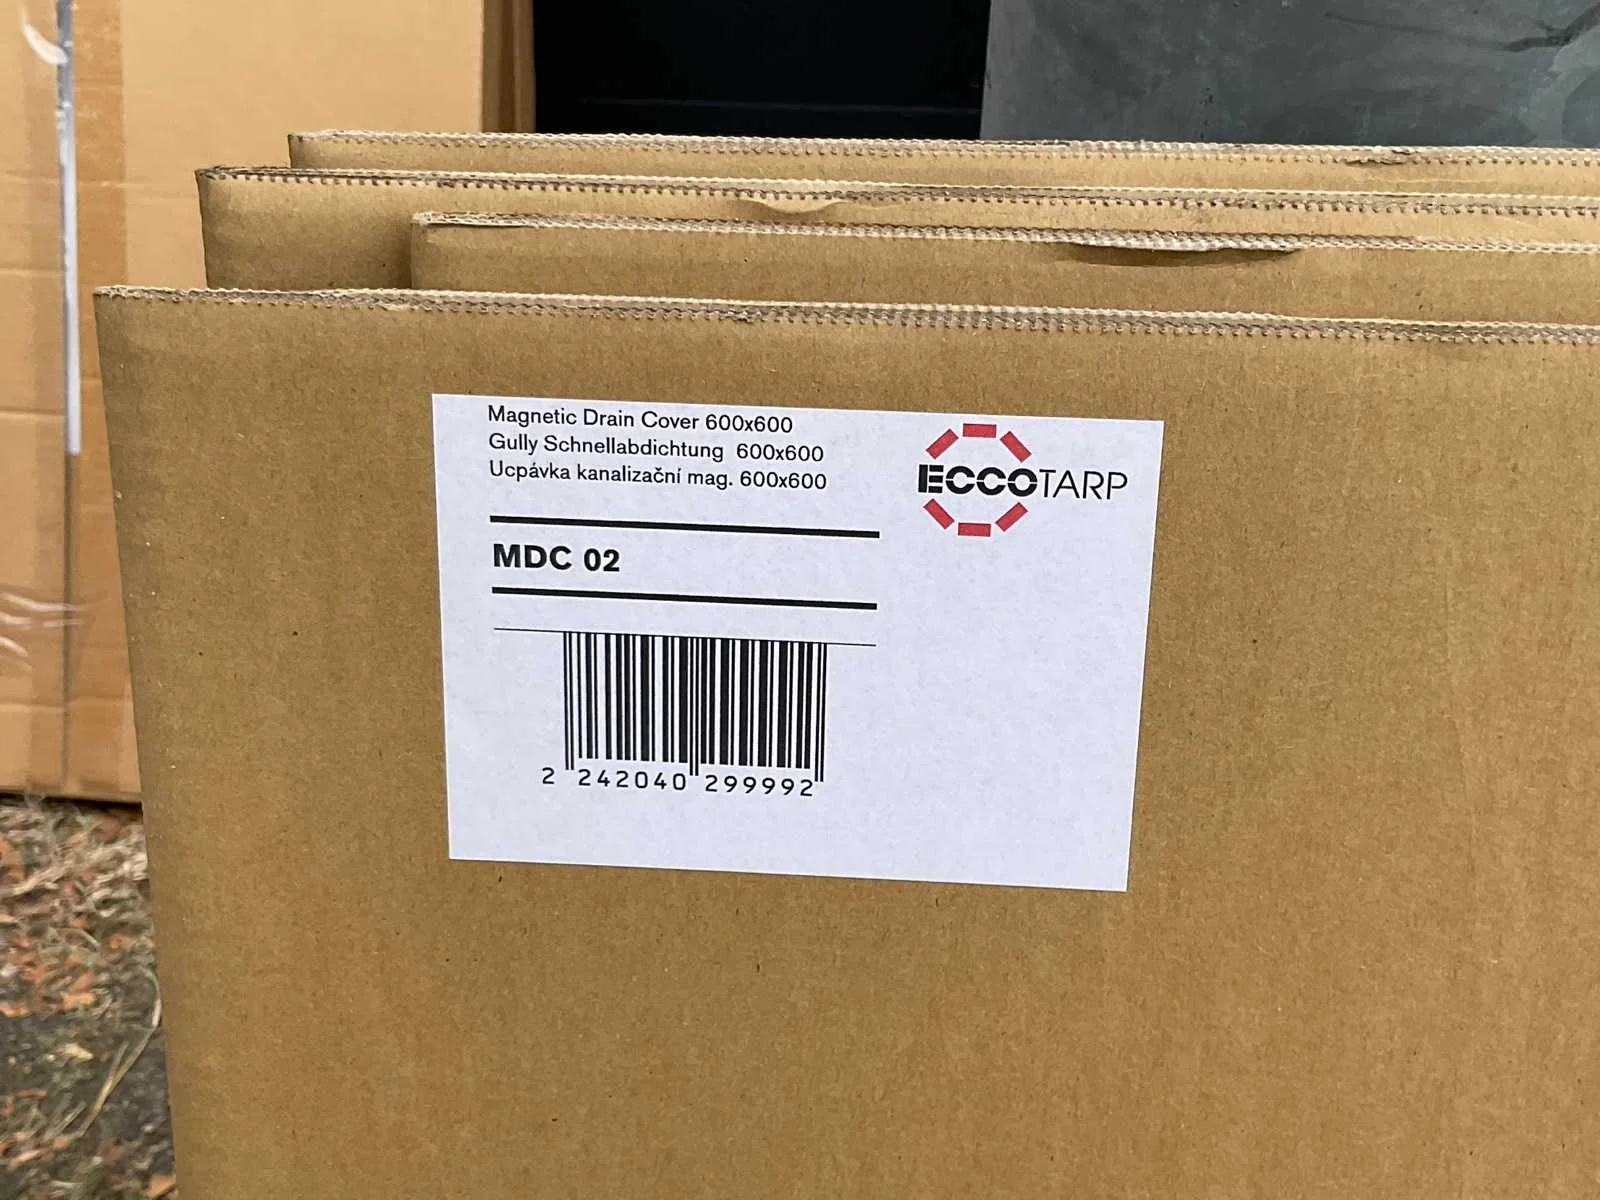 Magnetic Drain Cover 600x600
Gully Schnellabdichtung 600x600
Ucpávka kanalizační mag. 600x600
ECCOTARP
MDC 02
2 242040 299992